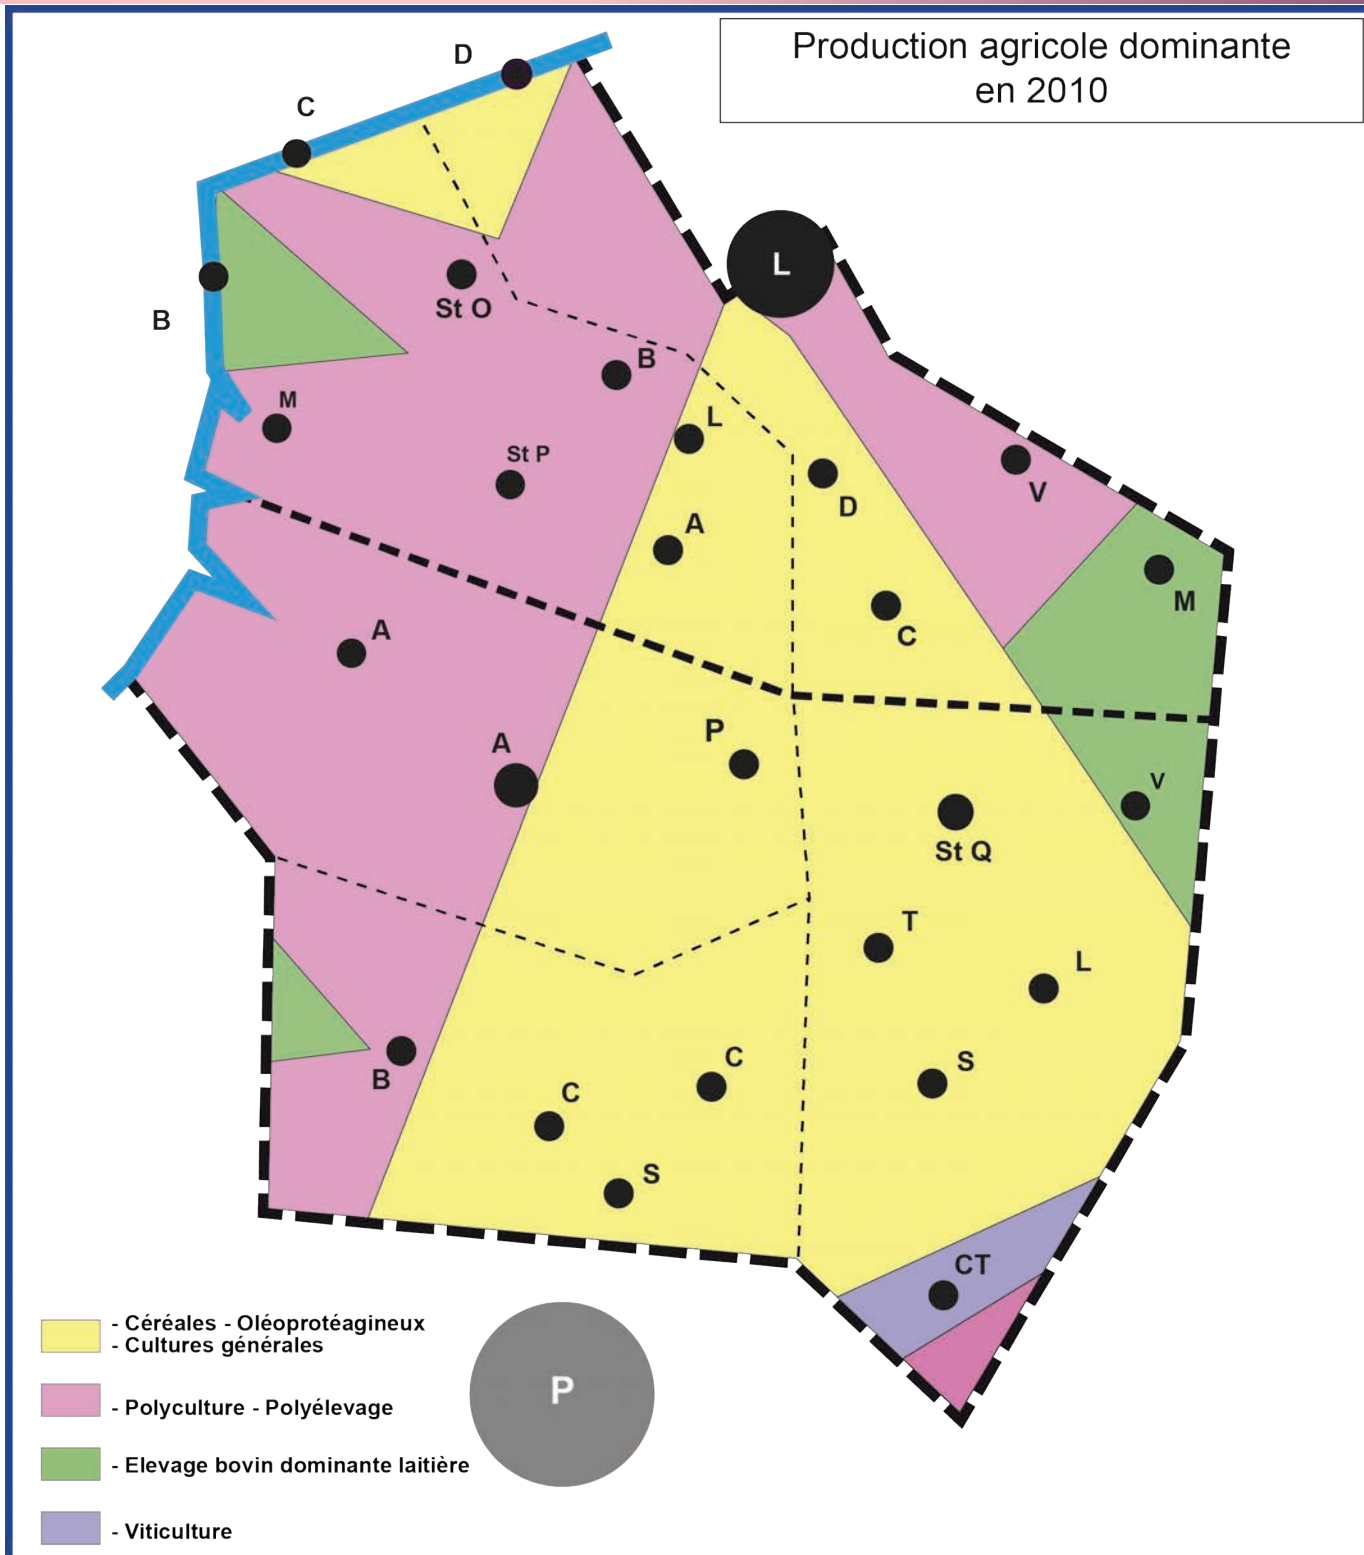 Production agricole dominante
en 2010
D
C
L
B
St O
B
M
L
St P
V
D
A
M
C
A
P
A
V
St Q
T
L
C
S
B
C
S
CT
- Céréales - Oléoprotéagineux
- Cultures générales
P
- Polyculture - Polyélevage
- Elevage bovin dominante laitière
- Viticulture